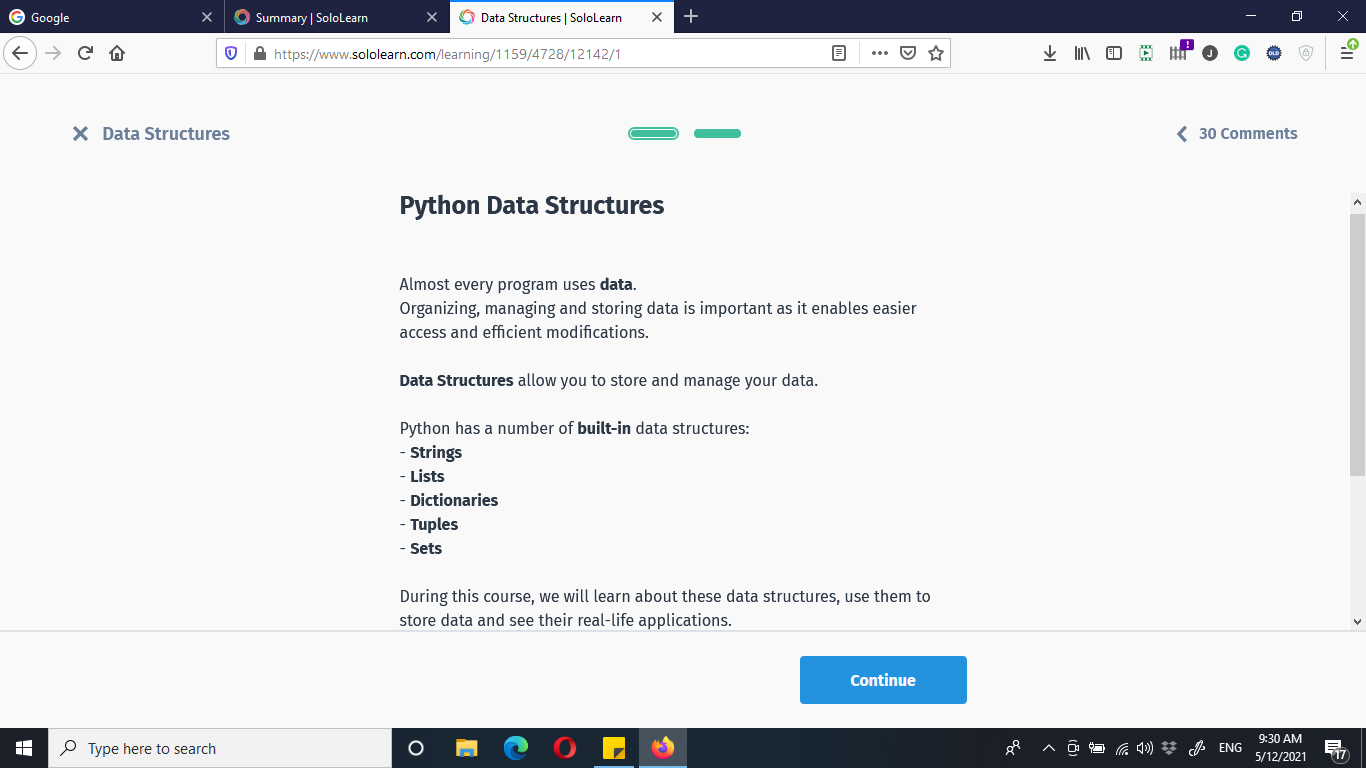 Google
Summary | SoloLearn
Data Structures | SoloLearn
https://www.sololearn.com/learning/1159/4728/12142/1
!
J
G
OLD
Data Structures
30 Comments
Python Data Structures
Almost every program uses data.
Organizing, managing and storing data is important as it enables easier
access and efficient modifications.
Data Structures allow you to store and manage your data.
Python has a number of built-in data structures:
- Strings
- Lists
- Dictionaries
- Tuples
- Sets
During this course, we will learn about these data structures, use them to
store data and see their real-life applications.
Continue
Type here to search
ENG
9:30 AM
5/12/2021
17